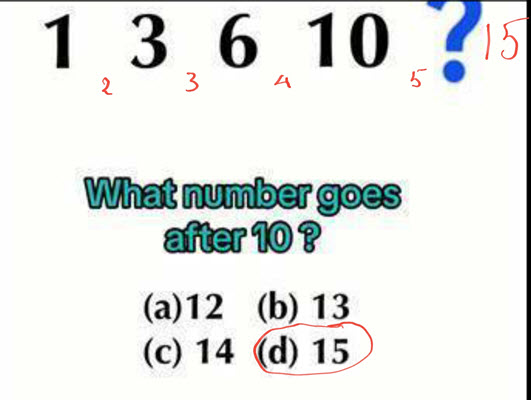 1 3 6 10 ? 15
2 3 4 5
What number goes
after 10 ?
(a)12 (b) 13
(c) 14 (d) 15